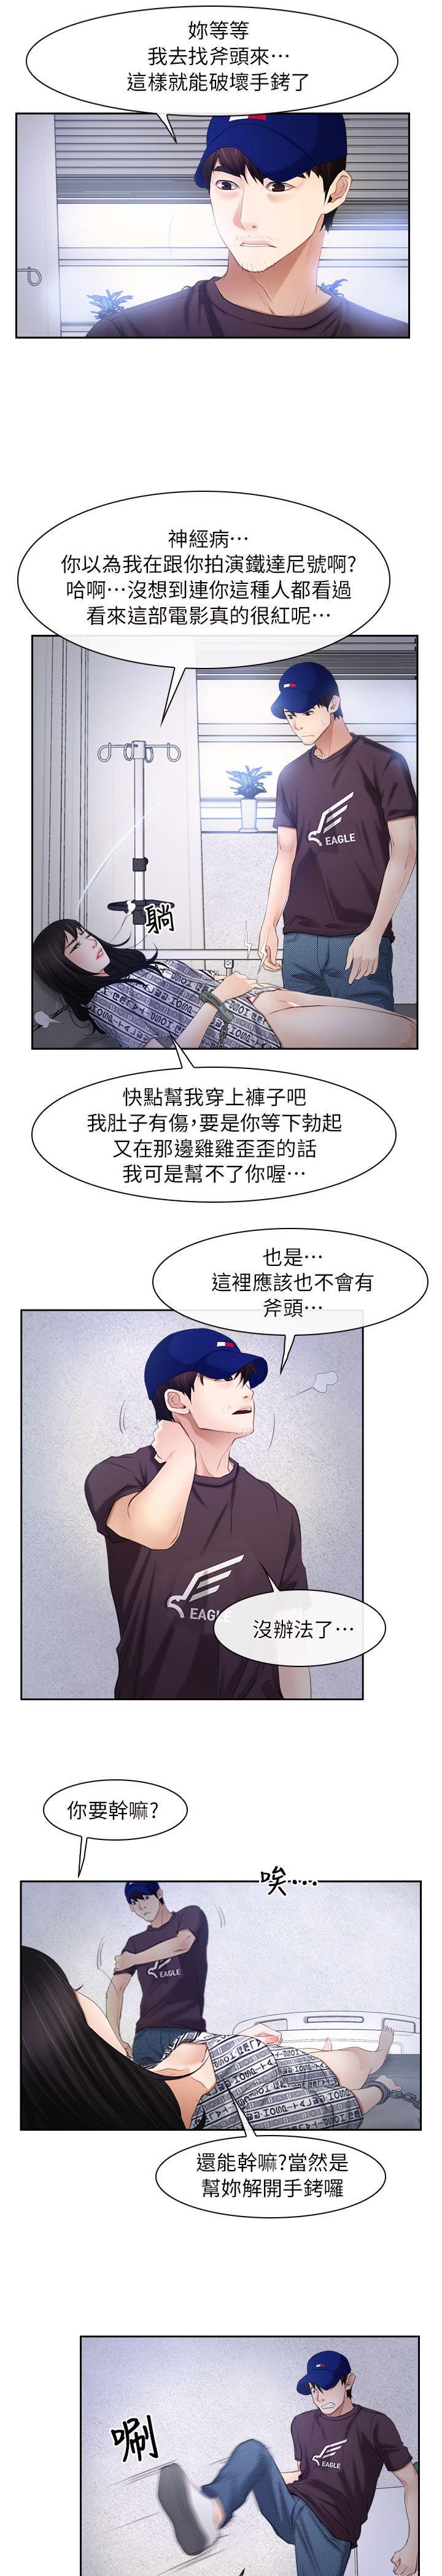 妳等等
我去找斧頭來⋯
這樣就能破壞手銬了
神經病⋯
你以為我在跟你拍演鐵達尼號啊?
哈啊⋯沒想到連你這種人都看過
看來這部電影真的很紅呢⋯
EAGLE
躺
快點幫我穿上褲子吧
我肚子有傷,要是你等下勃起
又在那邊雞雞歪歪的話
我可是幫不了你喔⋯
也是⋯
這裡應該也不會有
斧頭⋯
EAGLE
沒辦法了⋯
你要幹嘛?
唉⋯⋯
EAGLE
還能幹嘛?當然是
幫妳解開手銬囉
唰
EAGLE